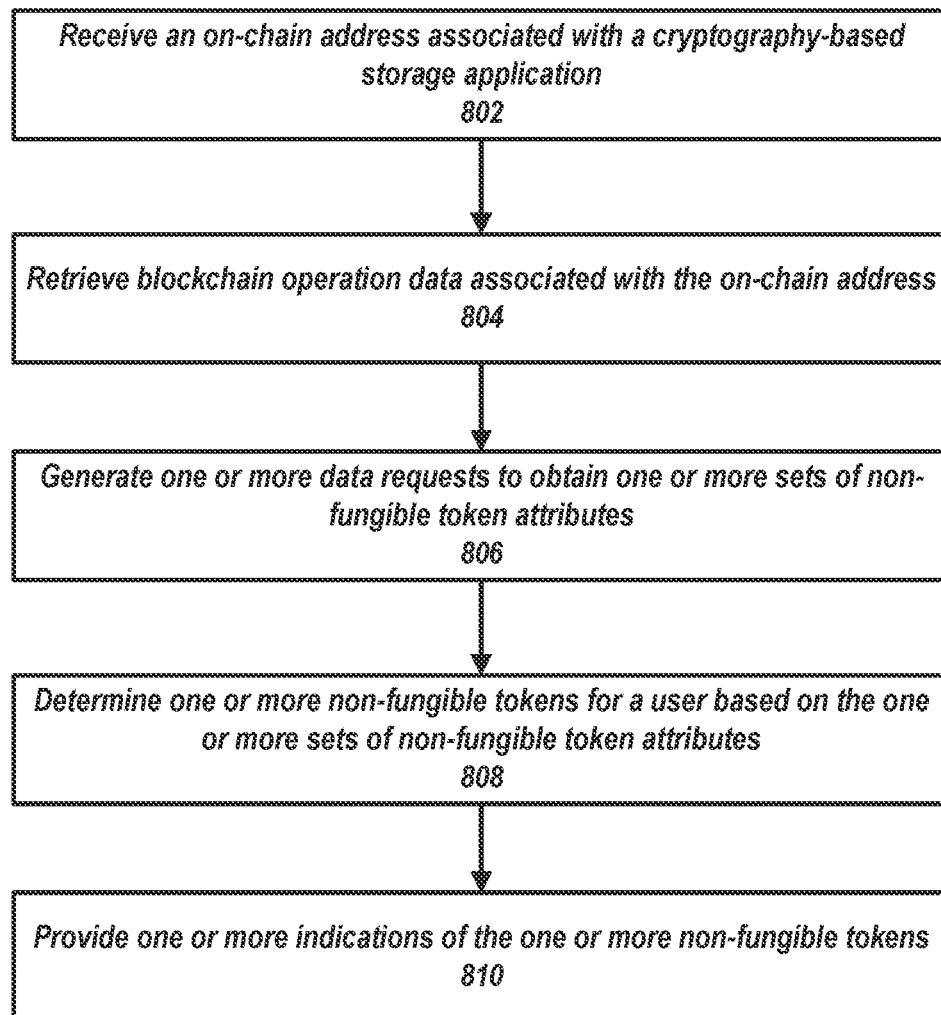 Receive an on-chain address associated with a cryptography-based
storage application
802
Retrieve blockchain operation data associated with the on-chain address
804
Generate one or more data requests to obtain one or more sets of non-
fungible token attributes
806
Determine one or more non-fungible tokens for a user based on the one
or more sets of non-fungible token attributes
808
Provide one or more indications of the one or more non-fungible tokens
810